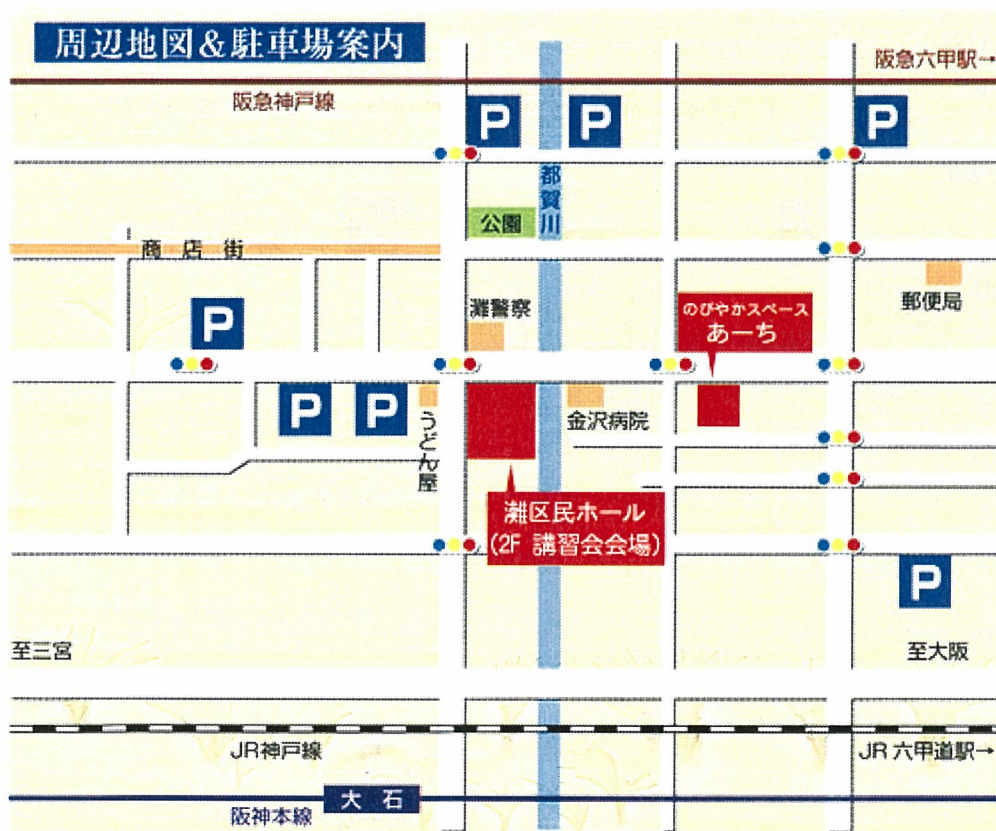 周辺地図&駐車場案内
阪急六甲駅→
阪急神戸線
P
P
P
都賀川
公園
商店街
灘警察
のびやかスペース
あーち
郵便局
P
P
P
うどん屋
金沢病院
灘区民ホール
(2F 講習会会場)
P
至三宮
至大阪
JR神戸線
JR 六甲道駅→
大石
阪神本線